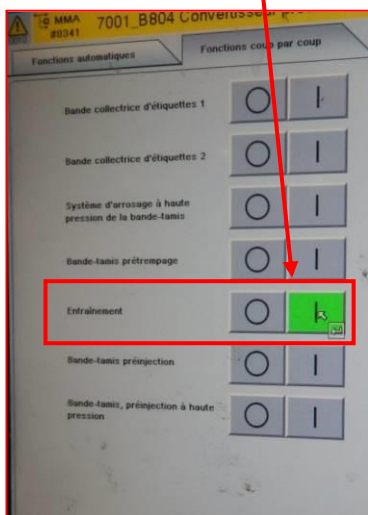 MMA 7001_B804 Convertisseur
#0341
Fonctions automatiques
Fonctions coup par coup
Bande collectrice d'étiquettes 1
Bande collectrice d'étiquettes 2
Système d'arrosage à haute
pression de la bande-tamis
Bande-tamis prétrempage
Entraînement
Bande-tamis préinjection
Bande-tamis, préinjection à haute
pression